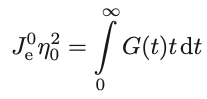 J_e^0 η_0^2 = ∫_0^∞ G(t)t dt